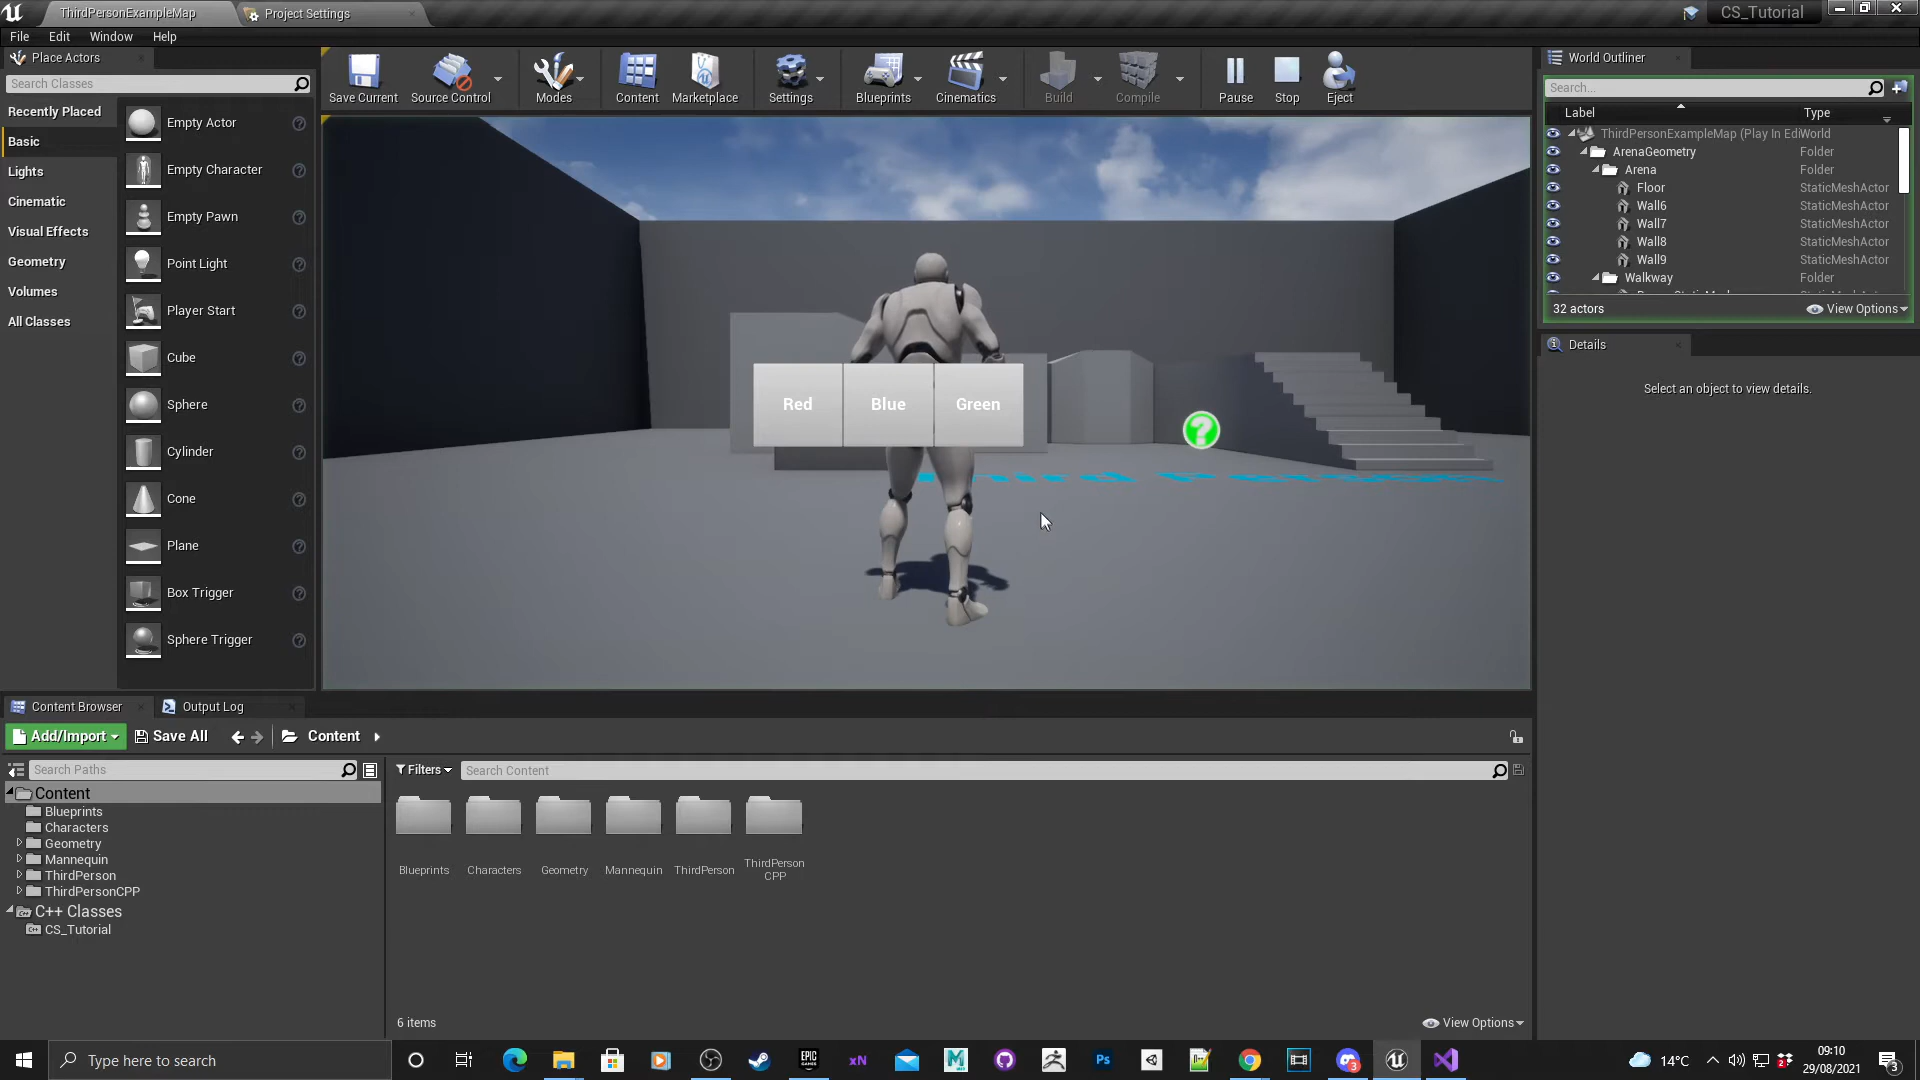 ThirdPersonExampleMap
Project Settings
CS_Tutorial
File Edit Window Help
Place Actors
Search Classes
Recently Placed
Basic
Lights
Cinematic
Visual Effects
Geometry
Volumes
All Classes
Empty Actor
Empty Character
Empty Pawn
Point Light
Player Start
Cube
Sphere
Cylinder
Cone
Plane
Box Trigger
Sphere Trigger
Save Current
Source Control
Modes
Content
Marketplace
Settings
Blueprints
Cinematics
Build
Compile
Pause
Stop
Eject
Red
Blue
Green
World Outliner
Search...
Label Type
ThirdPersonExampleMap (Play In Edi World
ArenaGeometry Folder
Arena Folder
Floor StaticMeshActor
Wall6 StaticMeshActor
Wall7 StaticMeshActor
Wall8 StaticMeshActor
Wall9 StaticMeshActor
Walkway Folder
32 actors
View Options
Details
Select an object to view details.
Content Browser
Output Log
Add/Import
Save All
Content
Search Paths
Filters
Search Content
Content
Blueprints
Characters
Geometry
Mannequin
ThirdPerson
ThirdPersonCPP
C++ Classes
CS_Tutorial
Blueprints
Characters
Geometry
Mannequin
ThirdPerson
ThirdPerson
CPP
6 items
View Options
Type here to search
EPIC
GAMES
xN
Ps
14°C
09:10
29/08/2021